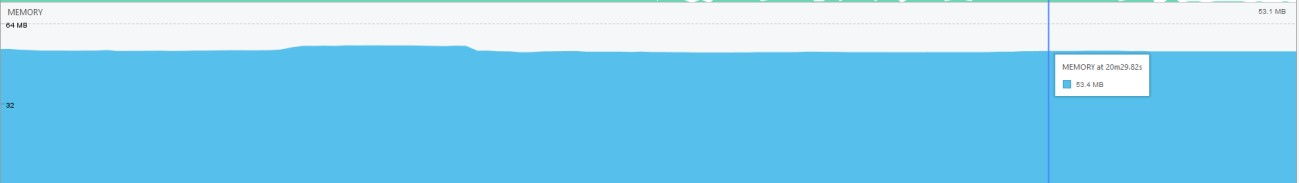 MEMORY
53.1 MB
64 MB
MEMORY at 20m29.82s
53.4 MB
32